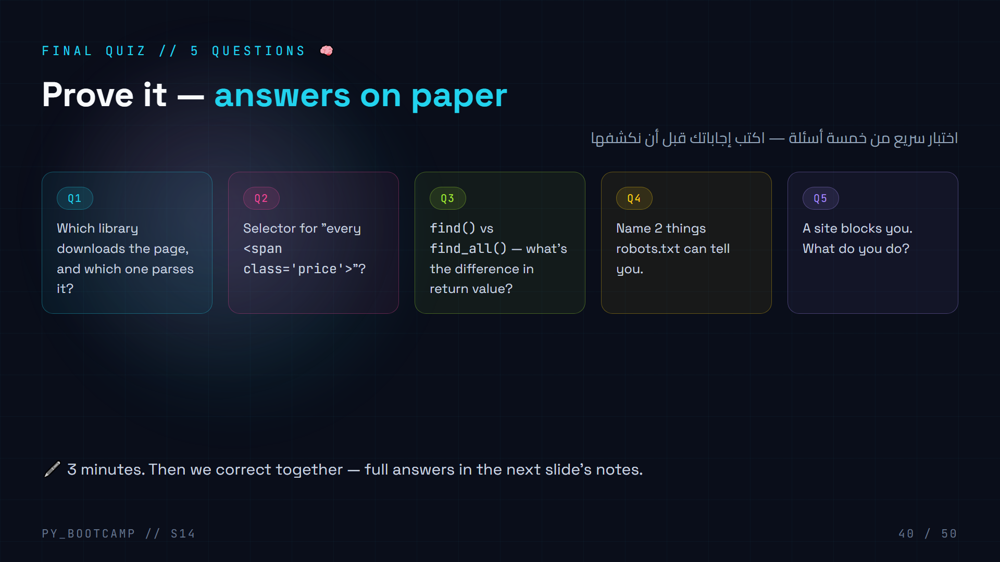 FINAL QUIZ // 5 QUESTIONS 🧠
Prove it — answers on paper
اختبار سريع من خمسة أسئلة — اكتب إجاباتك قبل أن نكشفها
Q1
Which library
downloads the page,
and which one parses
it?
Q2
Selector for ”every
<span
class='price'>”?
Q3
find() vs
find_all() — what’s
the difference in
return value?
Q4
Name 2 things
robots.txt can tell
you.
Q5
A site blocks you.
What do you do?
🖊️ 3 minutes. Then we correct together — full answers in the next slide’s notes.
PY_BOOTCAMP // S14
40 / 50